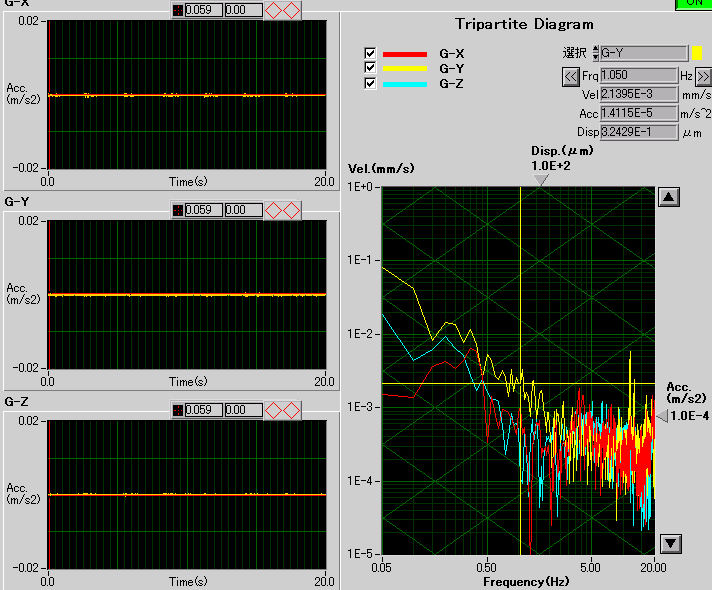 G-X
0.059 0.00
0.02
Acc.
(m/s2)
-0.02
0.0 Time(s) 20.0
G-Y
0.059 0.00
0.02
Acc.
(m/s2)
-0.02
0.0 Time(s) 20.0
G-Z
0.059 0.00
0.02
Acc.
(m/s2)
-0.02
0.0 Time(s) 20.0
ON
Tripartite Diagram
G-X
G-Y
G-Z
選択 G-Y
<< Frq 1.050 Hz >>
Vel 2.1395E-3 mm/s
Acc 1.4115E-5 m/s^2
Disp 3.2429E-1 μm
Disp.(μm)
1.0E+2
Vel.(mm/s)
1E+0
1E-1
1E-2
1E-3
1E-4
1E-5
Acc.
(m/s2)
1.0E-4
0.05 0.50 5.00 20.00
Frequency(Hz)